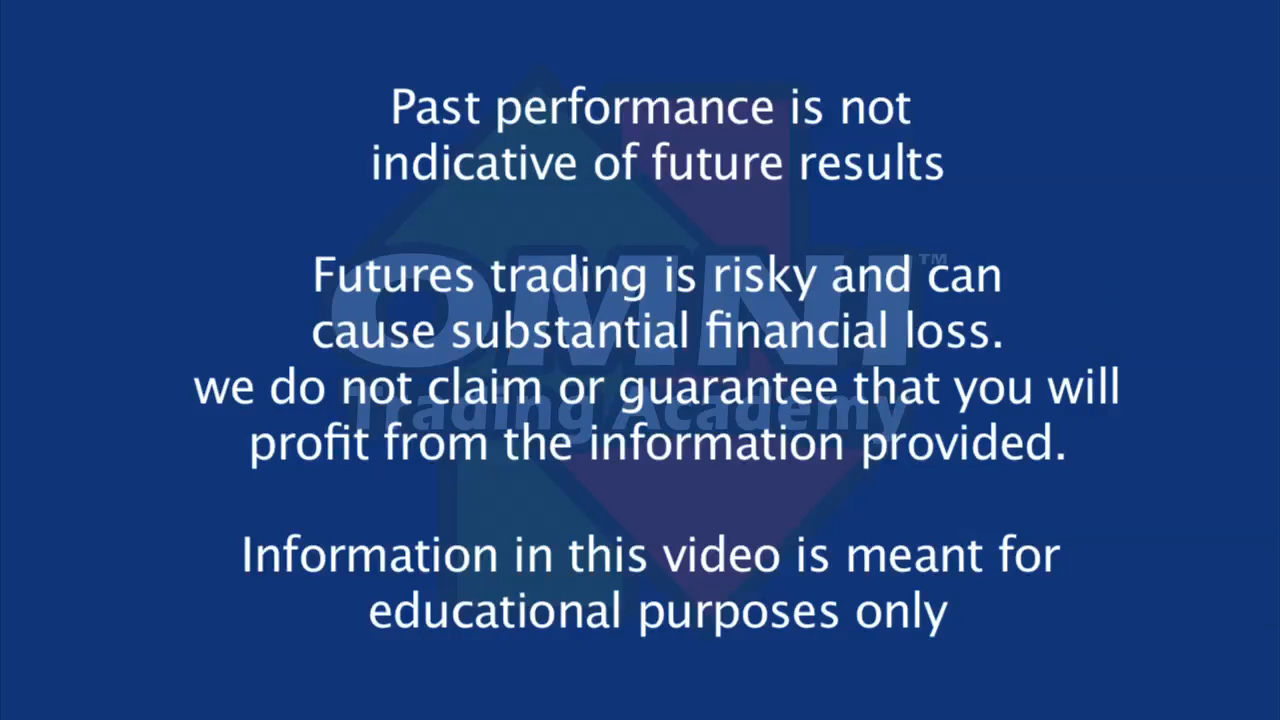 Past performance is not
indicative of future results
Futures trading is risky and can
cause substantial financial loss.
we do not claim or guarantee that you will
profit from the information provided.
Information in this video is meant for
educational purposes only
OMNI™
Trading Academy